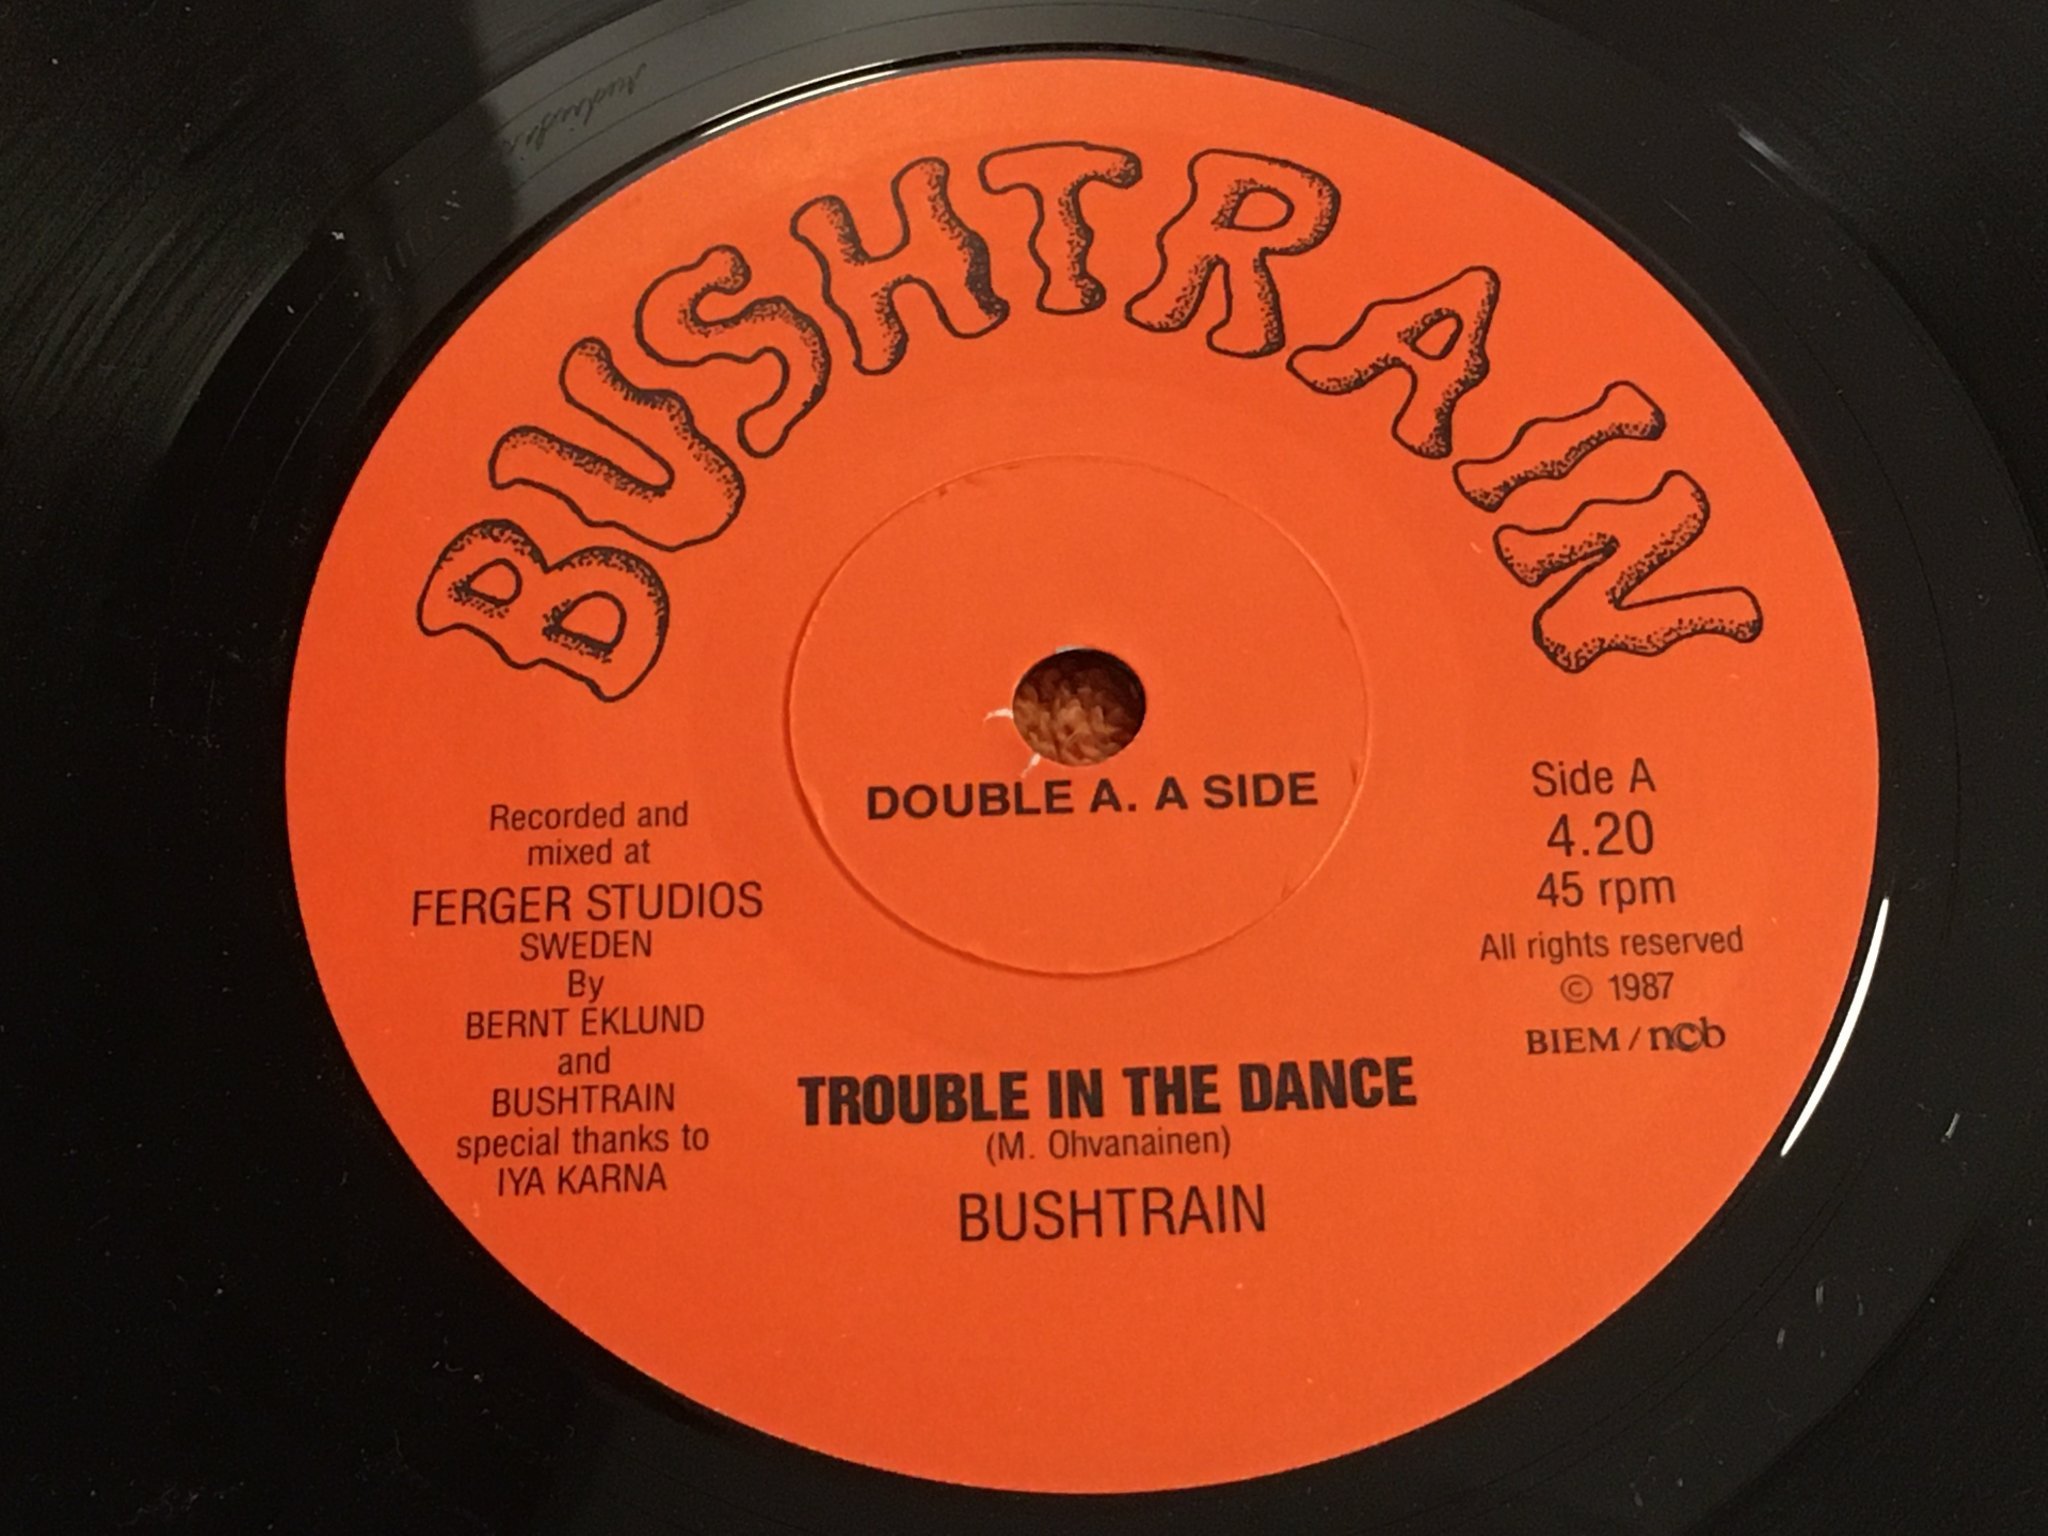 BUSHTRAIN
DOUBLE A. A SIDE
Recorded and
mixed at
FERGER STUDIOS
SWEDEN
By
BERNT EKLUND
and
BUSHTRAIN
special thanks to
IYA KARNA
Side A
4.20
45 rpm
All rights reserved
© 1987
BIEM / ncb
TROUBLE IN THE DANCE
(M. Ohvanainen)
BUSHTRAIN